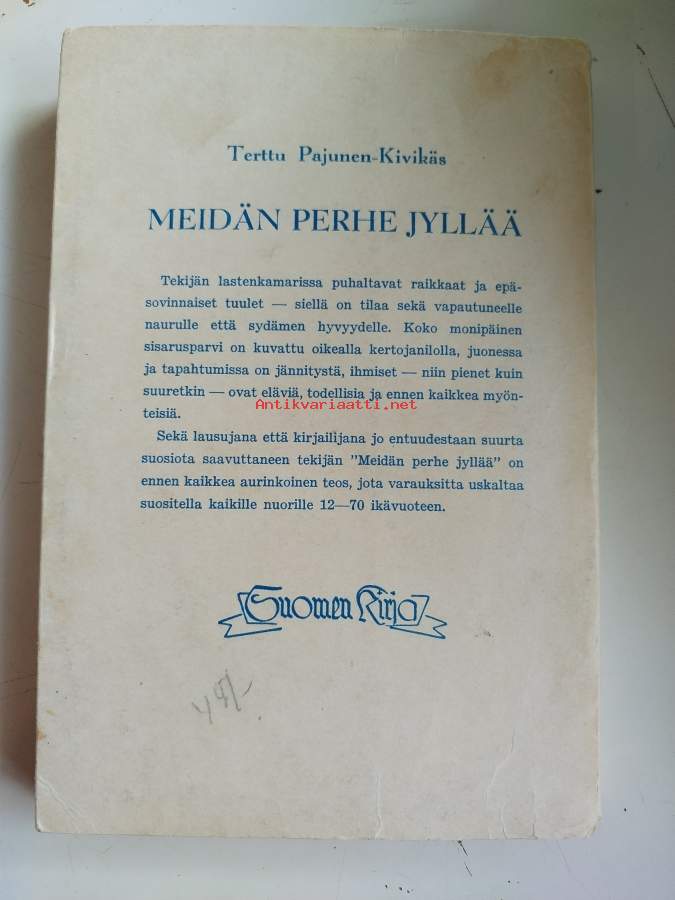 Terttu Pajunen-Kivikäs
MEIDÄN PERHE JYLLÄÄ
Tekijän lastenkamarissa puhaltavat raikkaat ja epä-
sovinnaiset tuulet — siellä on tilaa sekä vapautuneelle
naurulle että sydämen hyvyydelle. Koko monipäinen
sisarusparvi on kuvattu oikealla kertojanilolla, juonessa
ja tapahtumissa on jännitystä, ihmiset — niin pienet kuin
suuretkin — ovat eläviä, todellisia ja ennen kaikkea myön-
Antikvariaatti.net
teisiä.
Sekä lausujana että kirjailijana jo entuudestaan suurta
suosiota saavuttaneen tekijän "Meidän perhe jyllää" on
ennen kaikkea aurinkoinen teos, jota varauksitta uskaltaa
suositella kaikille nuorille 12—70 ikävuoteen.
Suomen Kirja